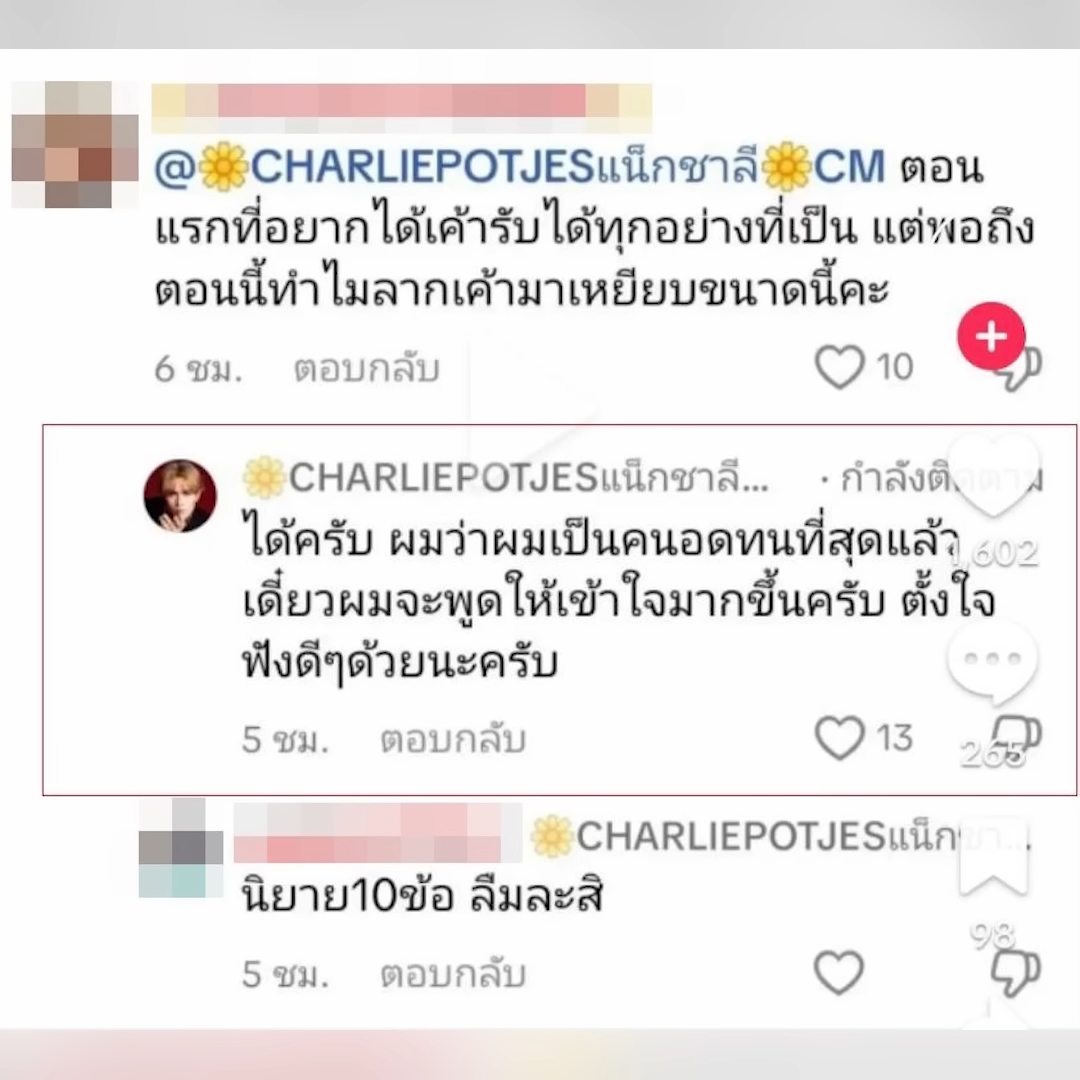 @🌼CHARLIEPOTJESแน็กชาลี🌼CM ตอน
แรกที่อยากได้เค้ารับได้ทุกอย่างที่เป็น แต่พอถึง
ตอนนี้ทำไมลากเค้ามาเหยียบขนาดนี้คะ
6 ชม. ตอบกลับ 10
🌼CHARLIEPOTJESแน็กชาลี... · กำลังติดตาม
ได้ครับ ผมว่าผมเป็นคนอดทนที่สุดแล้ว
1,602
เดี๋ยวผมจะพูดให้เข้าใจมากขึ้นครับ ตั้งใจ
ฟังดีๆด้วยนะครับ
5 ชม. ตอบกลับ 13
265
🌼CHARLIEPOTJESแน็กชา...
นิยาย10ข้อ ลืมละสิ
98
5 ชม. ตอบกลับ